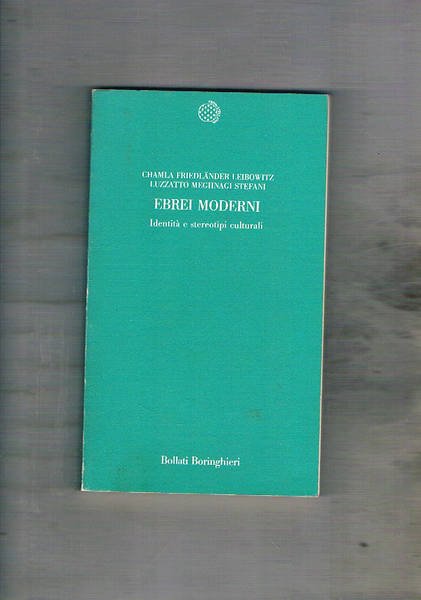 CHAMLA FRIEDLÄNDER LEIBOWITZ
LUZZATTO MEGHNAGI STEFANI
EBREI MODERNI
Identità e stereotipi culturali
Bollati Boringhieri